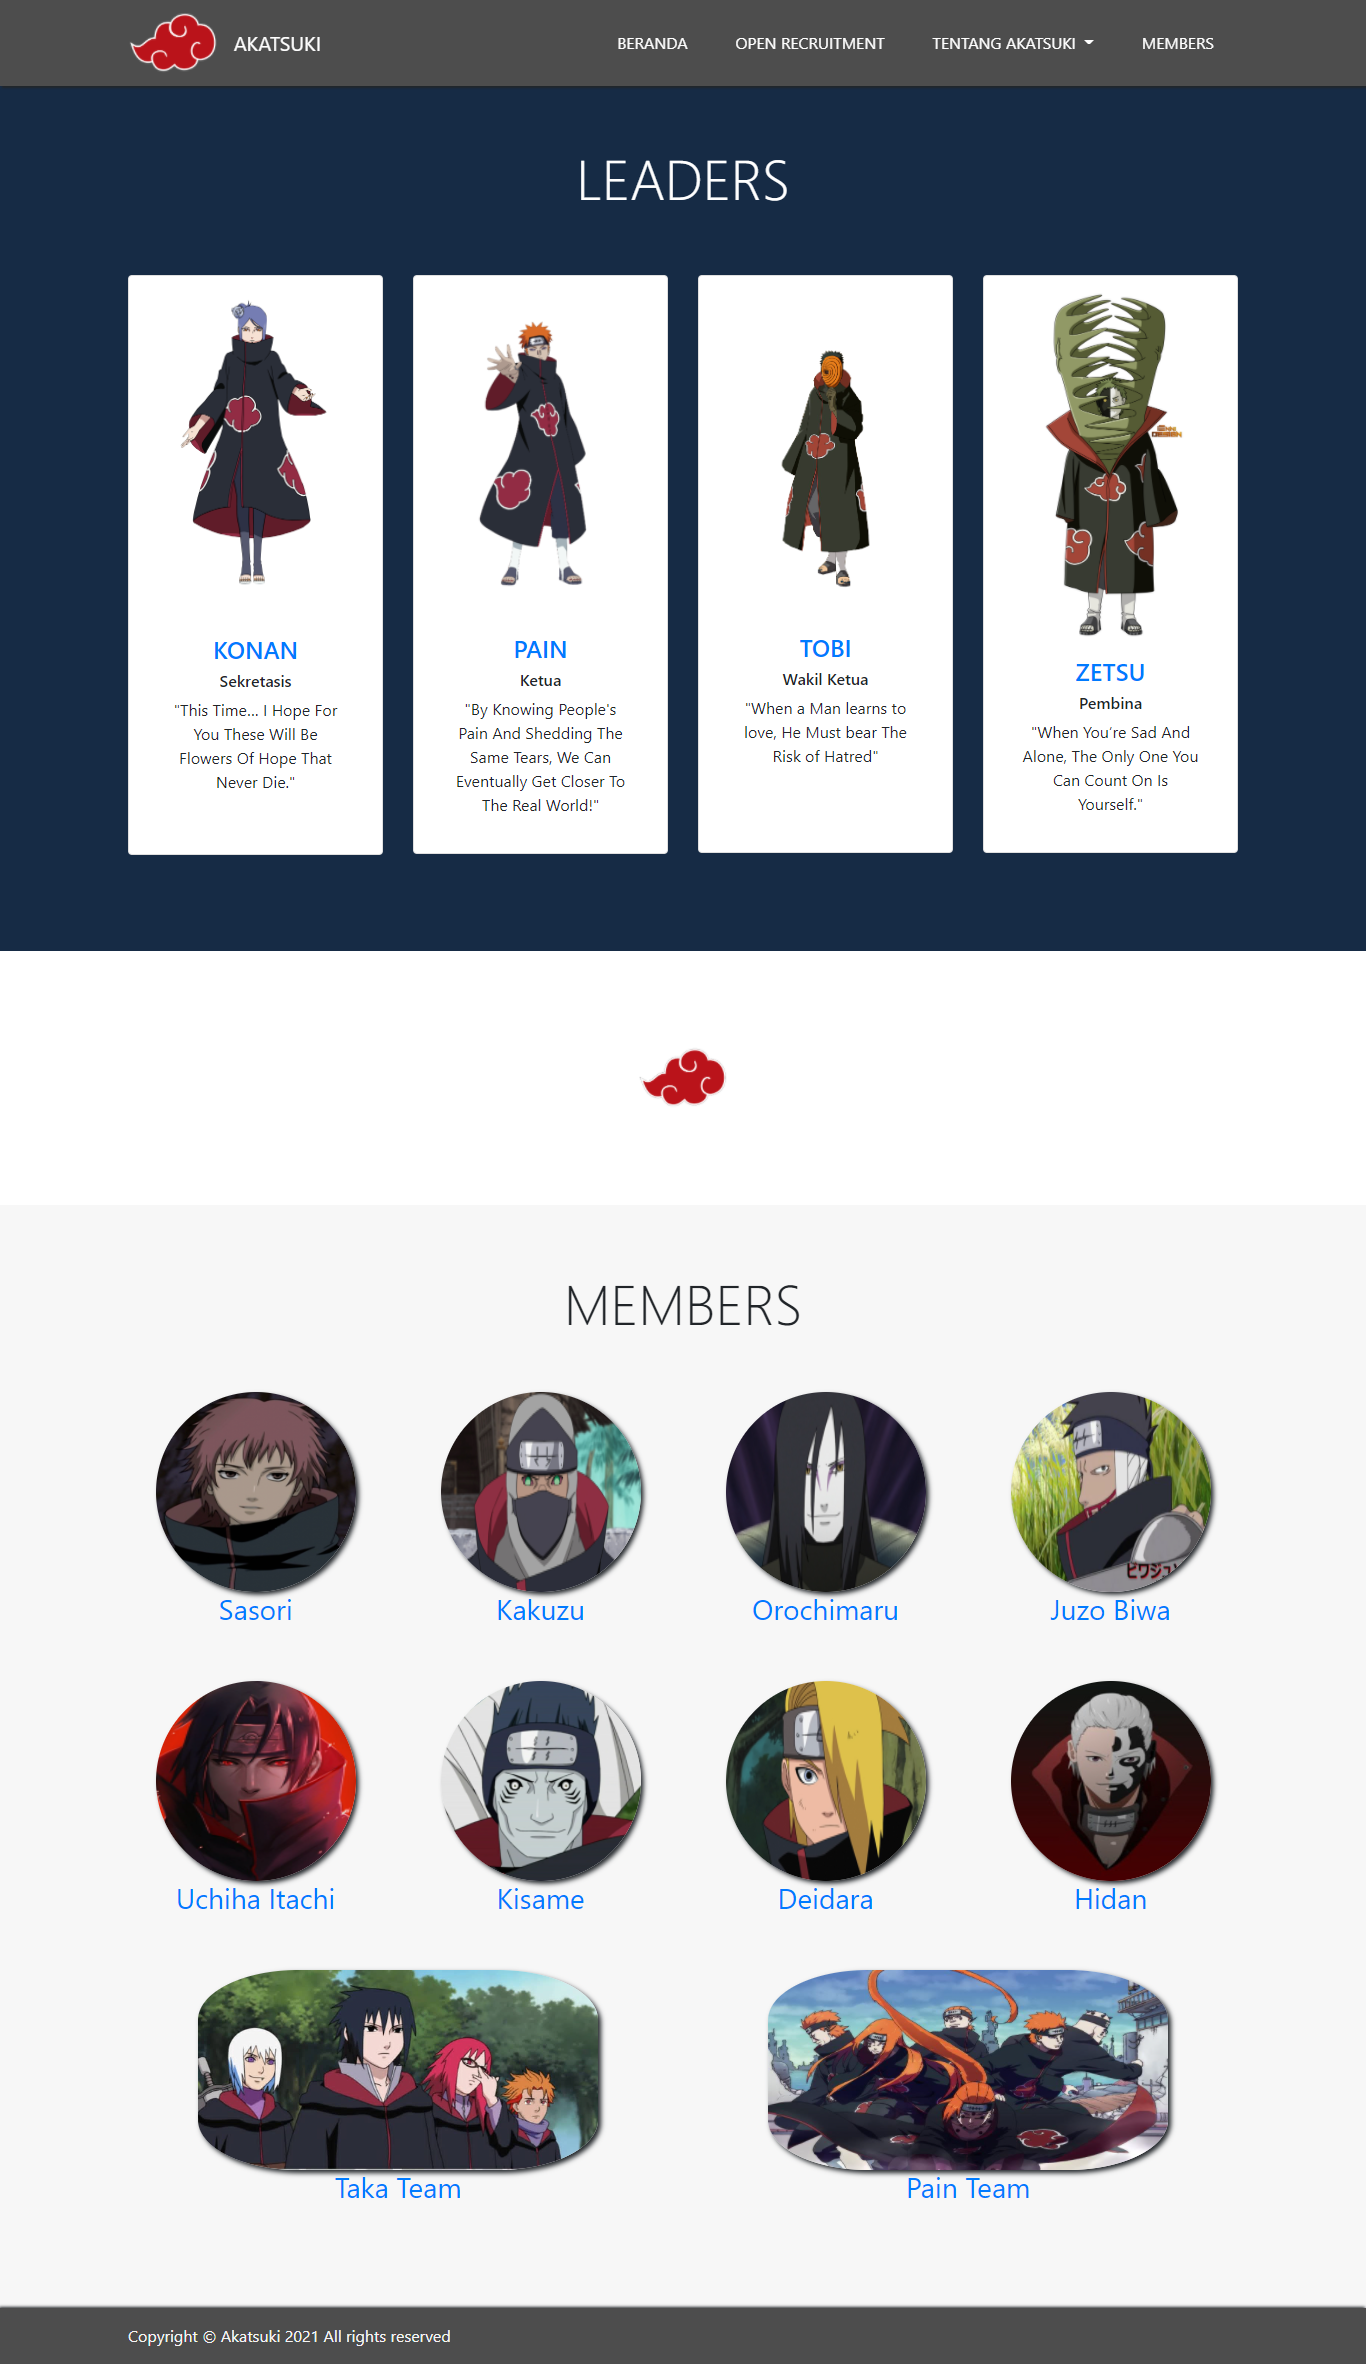 AKATSUKI
BERANDA
OPEN RECRUITMENT
TENTANG AKATSUKI
MEMBERS
LEADERS
KONAN
Sekretasis
"This Time... I Hope For
You These Will Be
Flowers Of Hope That
Never Die."
PAIN
Ketua
"By Knowing People's
Pain And Shedding The
Same Tears, We Can
Eventually Get Closer To
The Real World!"
TOBI
Wakil Ketua
"When a Man learns to
love, He Must bear The
Risk of Hatred"
ZETSU
Pembina
"When You’re Sad And
Alone, The Only One You
Can Count On Is
Yourself."
MEMBERS
Sasori
Kakuzu
Orochimaru
Juzo Biwa
Uchiha Itachi
Kisame
Deidara
Hidan
Taka Team
Pain Team
Copyright © Akatsuki 2021 All rights reserved